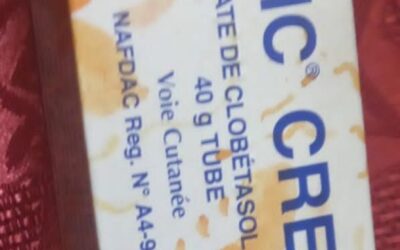 IC® CRE
ATE DE CLOBÉTASOL
40 g TUBE
Voie Cutanée
NAFDAC Reg. N° A4-9